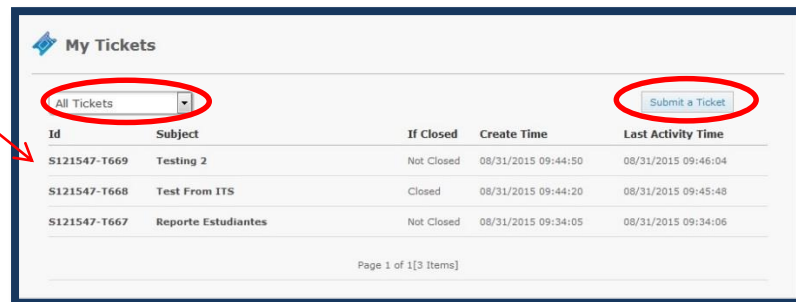 My Tickets
All Tickets
Submit a Ticket
Id Subject If Closed Create Time Last Activity Time
S121547-T669 Testing 2 Not Closed 08/31/2015 09:44:50 08/31/2015 09:46:04
S121547-T668 Test From ITS Closed 08/31/2015 09:44:20 08/31/2015 09:45:48
S121547-T667 Reporte Estudiantes Not Closed 08/31/2015 09:34:05 08/31/2015 09:34:06
Page 1 of 1[3 Items]